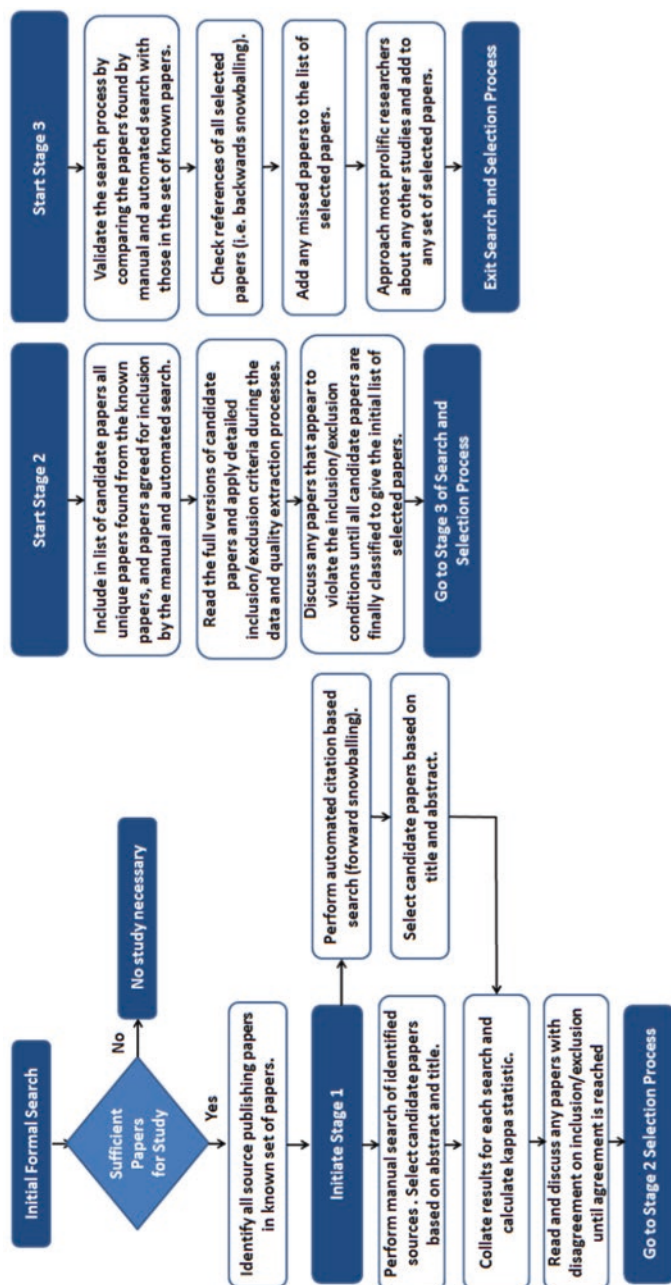 Initial Formal Search
Sufficient
Papers
for Study
No
No study necessary
Yes
Identify all source publishing papers
in known set of papers.
Initiate Stage 1
Perform manual search of identified
sources . Select candidate papers
based on abstract and title.
Perform automated citation based
search (forward snowballing).
Select candidate papers based on
title and abstract.
Collate results for each search and
calculate kappa statistic.
Read and discuss any papers with
disagreement on inclusion/exclusion
until agreement is reached
Go to Stage 2 Selection Process
Start Stage 2
Include in list of candidate papers all
unique papers found from the known
papers, and papers agreed for inclusion
by the manual and automated search.
Read the full versions of candidate
papers and apply detailed
inclusion/exclusion criteria during the
data and quality extraction processes.
Discuss any papers that appear to
violate the inclusion/exclusion
conditions until all candidate papers are
finally classified to give the initial list of
selected papers.
Go to Stage 3 of Search and
Selection Process
Start Stage 3
Validate the search process by
comparing the papers found by
manual and automated search with
those in the set of known papers.
Check references of all selected
papers (i.e. backwards snowballing).
Add any missed papers to the list of
selected papers.
Approach most prolific researchers
about any other studies and add to
any set of selected papers.
Exit Search and Selection Process